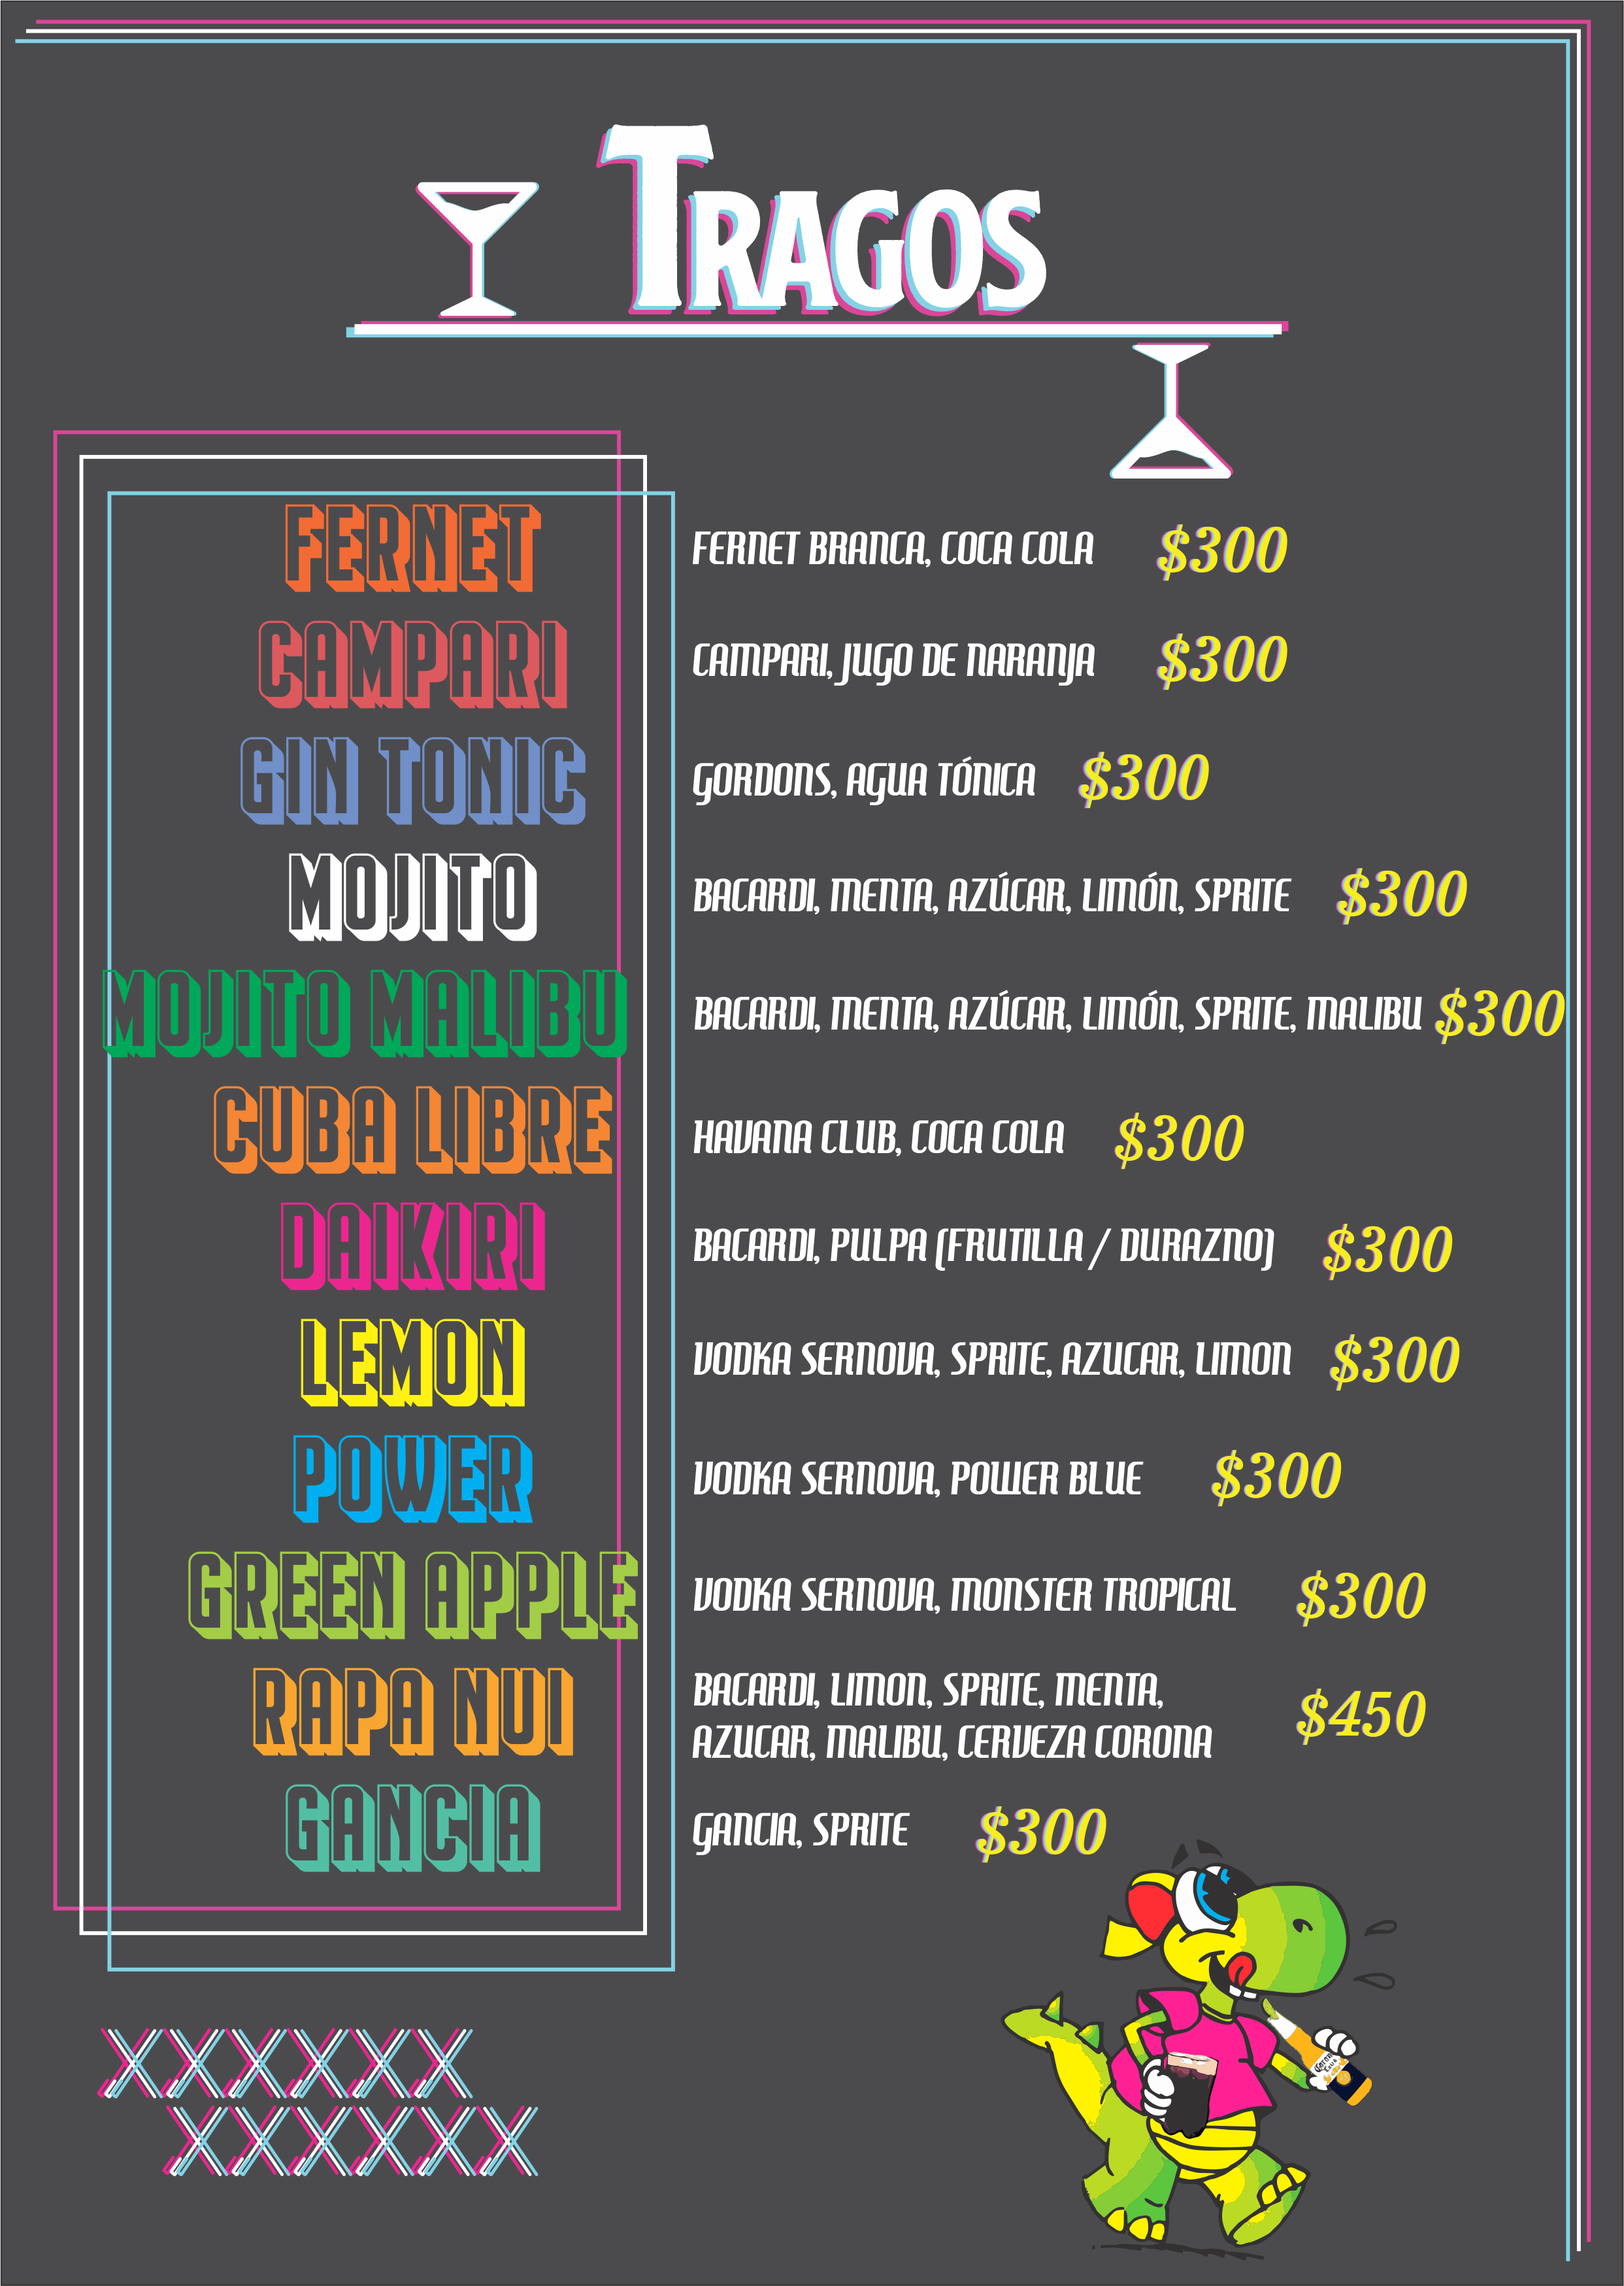 TRAGOS
FERNET
FERNET BRANCA, COCA COLA $300
CAMPARI
CAMPARI, JUGO DE NARANJA $300
GIN TONIC
GORDONS, AGUA TÓNICA $300
MOJITO
BACARDI, MENTA, AZÚCAR, LIMÓN, SPRITE $300
MOJITO MALIBU
BACARDI, MENTA, AZÚCAR, LIMÓN, SPRITE, MALIBU $300
CUBA LIBRE
HAVANA CLUB, COCA COLA $300
DAIKIRI
BACARDI, PULPA (FRUTILLA / DURAZNO) $300
LEMON
VODKA SERNOVA, SPRITE, AZUCAR, LIMON $300
POWER
VODKA SERNOVA, POWER BLUE $300
GREEN APPLE
VODKA SERNOVA, MONSTER TROPICAL $300
RAPA NUI
BACARDI, LIMON, SPRITE, MENTA,
AZUCAR, MALIBU, CERVEZA CORONA $450
GANCIA
GANCIA, SPRITE $300
XXXXXX
XXXXXX